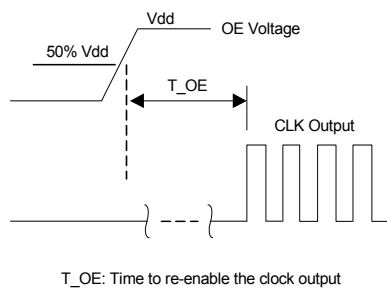 Vdd
OE Voltage
50% Vdd
T_OE
CLK Output
T_OE: Time to re-enable the clock output